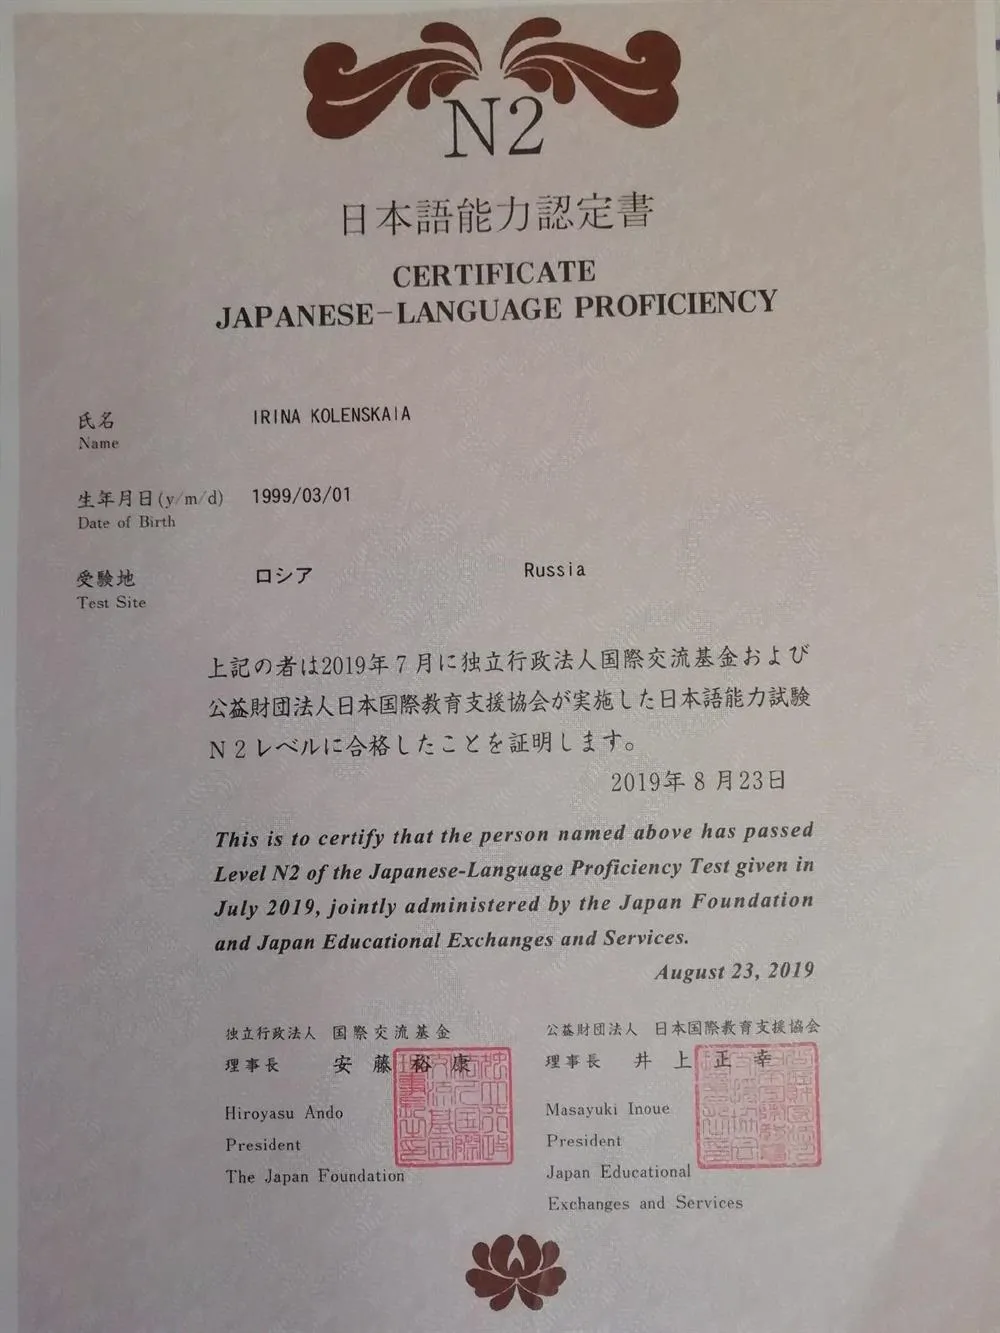 N2
日本語能力認定書
CERTIFICATE
JAPANESE-LANGUAGE PROFICIENCY
氏名 IRINA KOLENSKAIA
Name
生年月日(y/m/d) 1999/03/01
Date of Birth
受験地 ロシア Russia
Test Site
上記の者は2019年7月に独立行政法人国際交流基金および
公益財団法人日本国際教育支援協会が実施した日本語能力試験
N2レベルに合格したことを証明します。
2019年8月23日
This is to certify that the person named above has passed
Level N2 of the Japanese-Language Proficiency Test given in
July 2019, jointly administered by the Japan Foundation
and Japan Educational Exchanges and Services.
August 23, 2019
独立行政法人 国際交流基金
理事長 安藤裕康
Hiroyasu Ando
President
The Japan Foundation
公益財団法人 日本国際教育支援協会
理事長 井上正幸
Masayuki Inoue
President
Japan Educational
Exchanges and Services